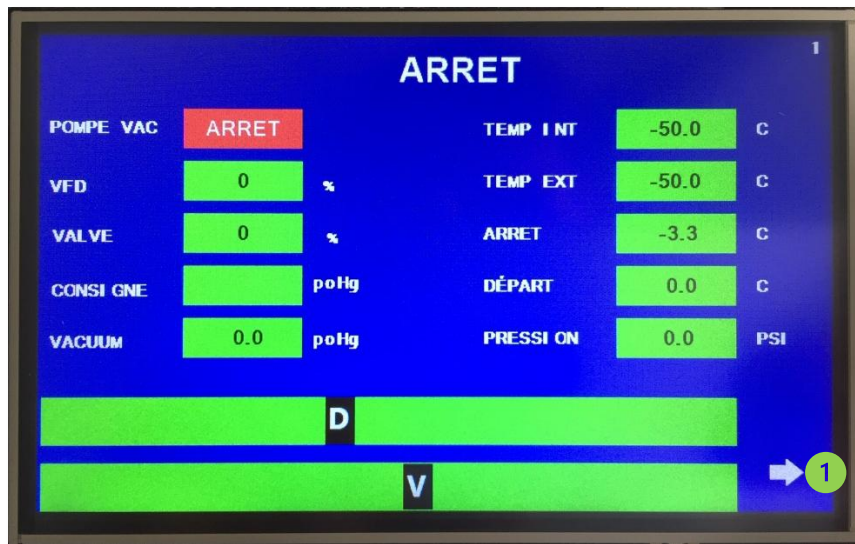 1
ARRET
POMPE VAC ARRET TEMP INT -50.0 C
VFD 0 % TEMP EXT -50.0 C
VALVE 0 % ARRET -3.3 C
CONSIGNE poHg DÉPART 0.0 C
VACUUM 0.0 poHg PRESSION 0.0 PSI
D
V
1